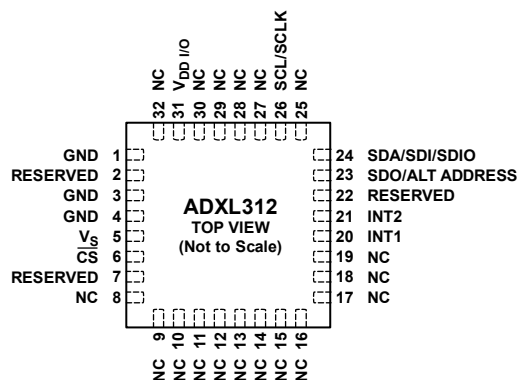 32 NC
31 V_DD I/O
30 NC
29 NC
28 NC
27 NC
26 SCL/SCLK
25 NC
GND 1
RESERVED 2
GND 3
GND 4
V_S 5
C̅S̅ 6
RESERVED 7
NC 8
ADXL312
TOP VIEW
(Not to Scale)
24 SDA/SDI/SDIO
23 SDO/ALT ADDRESS
22 RESERVED
21 INT2
20 INT1
19 NC
18 NC
17 NC
NC 9
NC 10
NC 11
NC 12
NC 13
NC 14
NC 15
NC 16